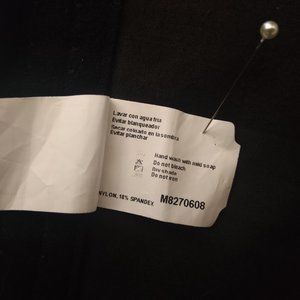 Lavar con agua fria
Evitar blanqueador
Secar colgado en la sombra
Evitar planchar
Hand wash with mild soap
Do not bleach
Dry shade
Do not iron
NYLON, 18% SPANDEX, M8270608